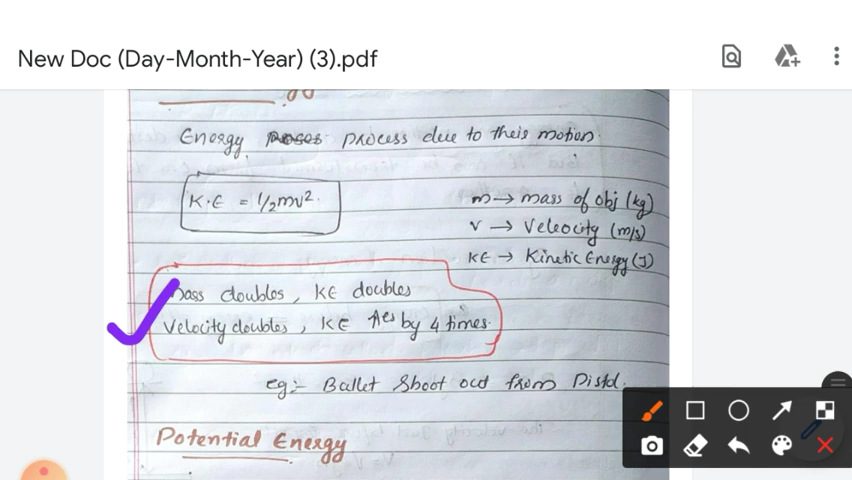 New Doc (Day-Month-Year) (3).pdf
Energy process due to their motion.
K.E = 1/2mv².
m → mass of obj (kg)
v → Veleocity (m/s)
KE → Kinetic Energy (J)
Mass doubles, KE doubles
Velocity doubles, KE ↑es by 4 times.
eg:- Bullet Shoot out from Pistol.
Potential Energy